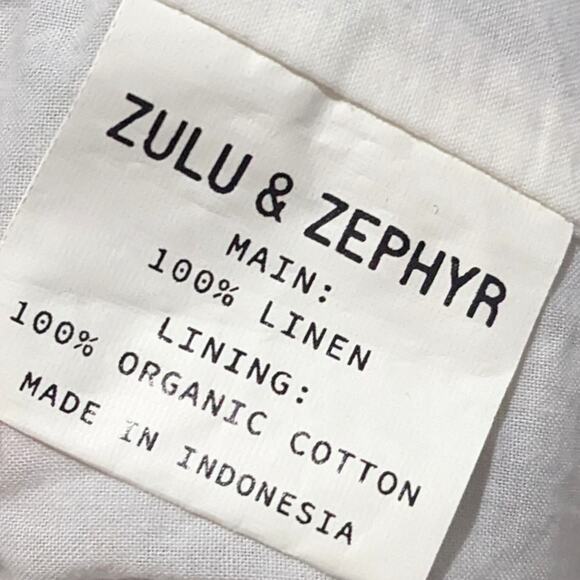 ZULU & ZEPHYR
MAIN:
100% LINEN
LINING:
100% ORGANIC COTTON
MADE IN INDONESIA